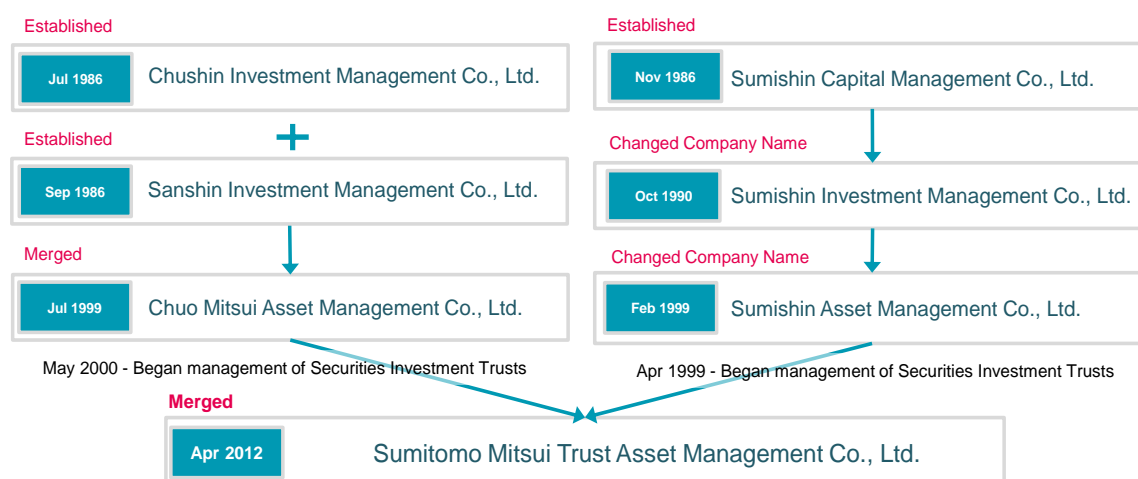 Established
Jul 1986
Chushin Investment Management Co., Ltd.
Established
Sep 1986
Sanshin Investment Management Co., Ltd.
Merged
Jul 1999
Chuo Mitsui Asset Management Co., Ltd.
May 2000 - Began management of Securities Investment Trusts
Established
Nov 1986
Sumishin Capital Management Co., Ltd.
Changed Company Name
Oct 1990
Sumishin Investment Management Co., Ltd.
Changed Company Name
Feb 1999
Sumishin Asset Management Co., Ltd.
Apr 1999 - Began management of Securities Investment Trusts
Merged
Apr 2012
Sumitomo Mitsui Trust Asset Management Co., Ltd.